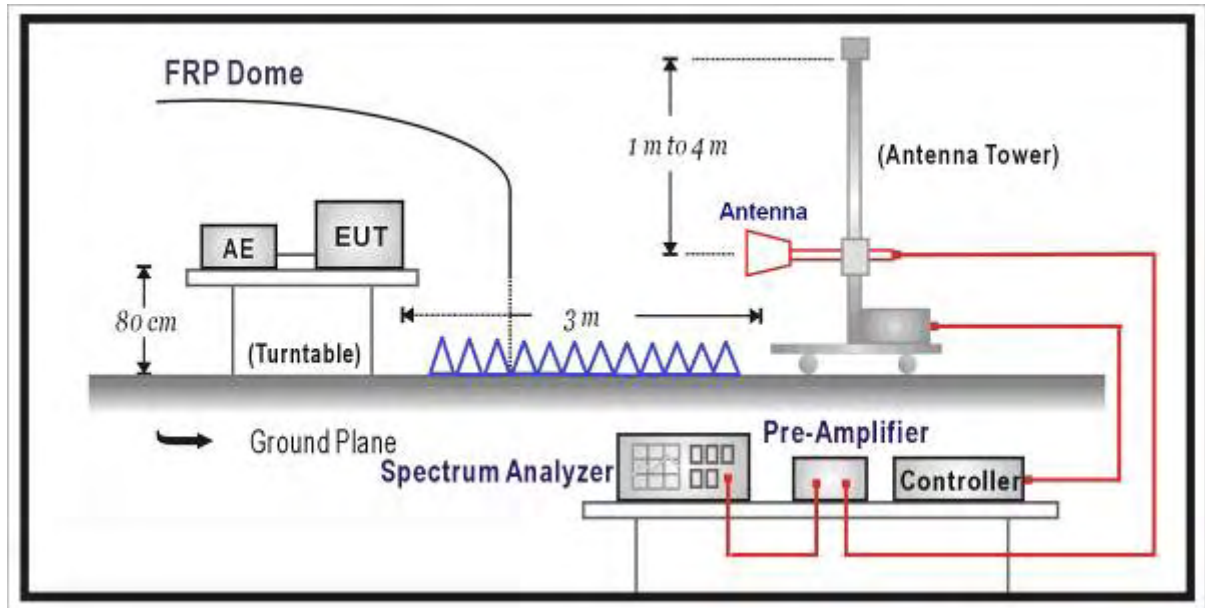 FRP Dome
1 m to 4 m
(Antenna Tower)
Antenna
AE
EUT
80 cm
3 m
(Turntable)
Ground Plane
Pre-Amplifier
Spectrum Analyzer
Controller